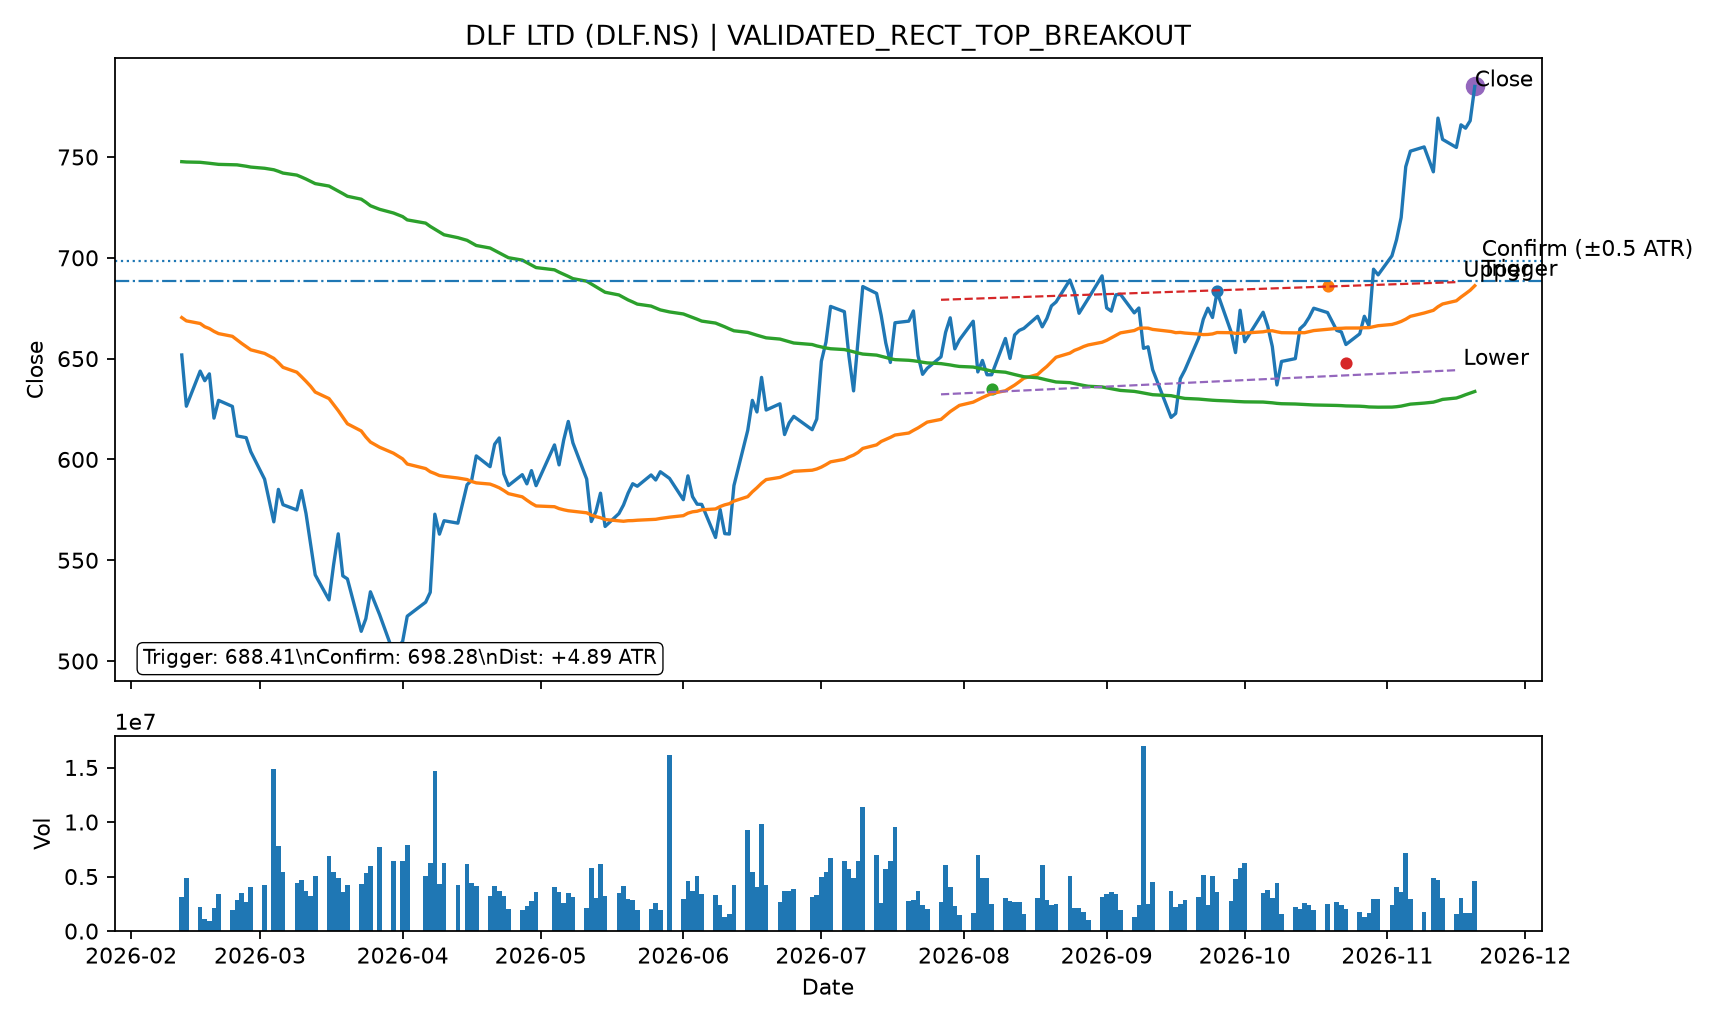 DLF LTD (DLF.NS) | VALIDATED_RECT_TOP_BREAKOUT
Close
750
700
650
600
550
500
Close
Confirm (±0.5 ATR)
Upper
Trigger
Lower
Trigger: 688.41\nConfirm: 698.28\nDist: +4.89 ATR
1e7
Vol
1.5
1.0
0.5
0.0
2026-02
2026-03
2026-04
2026-05
2026-06
2026-07
2026-08
2026-09
2026-10
2026-11
2026-12
Date